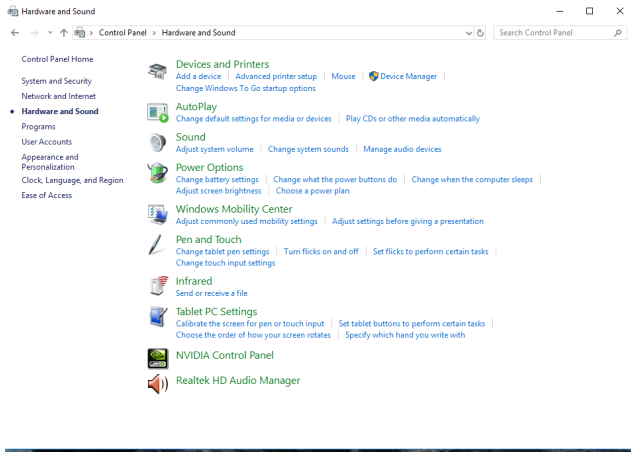 Hardware and Sound
Control Panel > Hardware and Sound
Search Control Panel
Control Panel Home
System and Security
Network and Internet
Hardware and Sound
Programs
User Accounts
Appearance and
Personalization
Clock, Language, and Region
Ease of Access
Devices and Printers
Add a device | Advanced printer setup | Mouse | Device Manager |
Change Windows To Go startup options
AutoPlay
Change default settings for media or devices | Play CDs or other media automatically
Sound
Adjust system volume | Change system sounds | Manage audio devices
Power Options
Change battery settings | Change what the power buttons do | Change when the computer sleeps |
Adjust screen brightness | Choose a power plan
Windows Mobility Center
Adjust commonly used mobility settings | Adjust settings before giving a presentation
Pen and Touch
Change tablet pen settings | Turn flicks on and off | Set flicks to perform certain tasks |
Change touch input settings
Infrared
Send or receive a file
Tablet PC Settings
Calibrate the screen for pen or touch input | Set tablet buttons to perform certain tasks |
Choose the order of how your screen rotates | Specify which hand you write with
NVIDIA Control Panel
Realtek HD Audio Manager